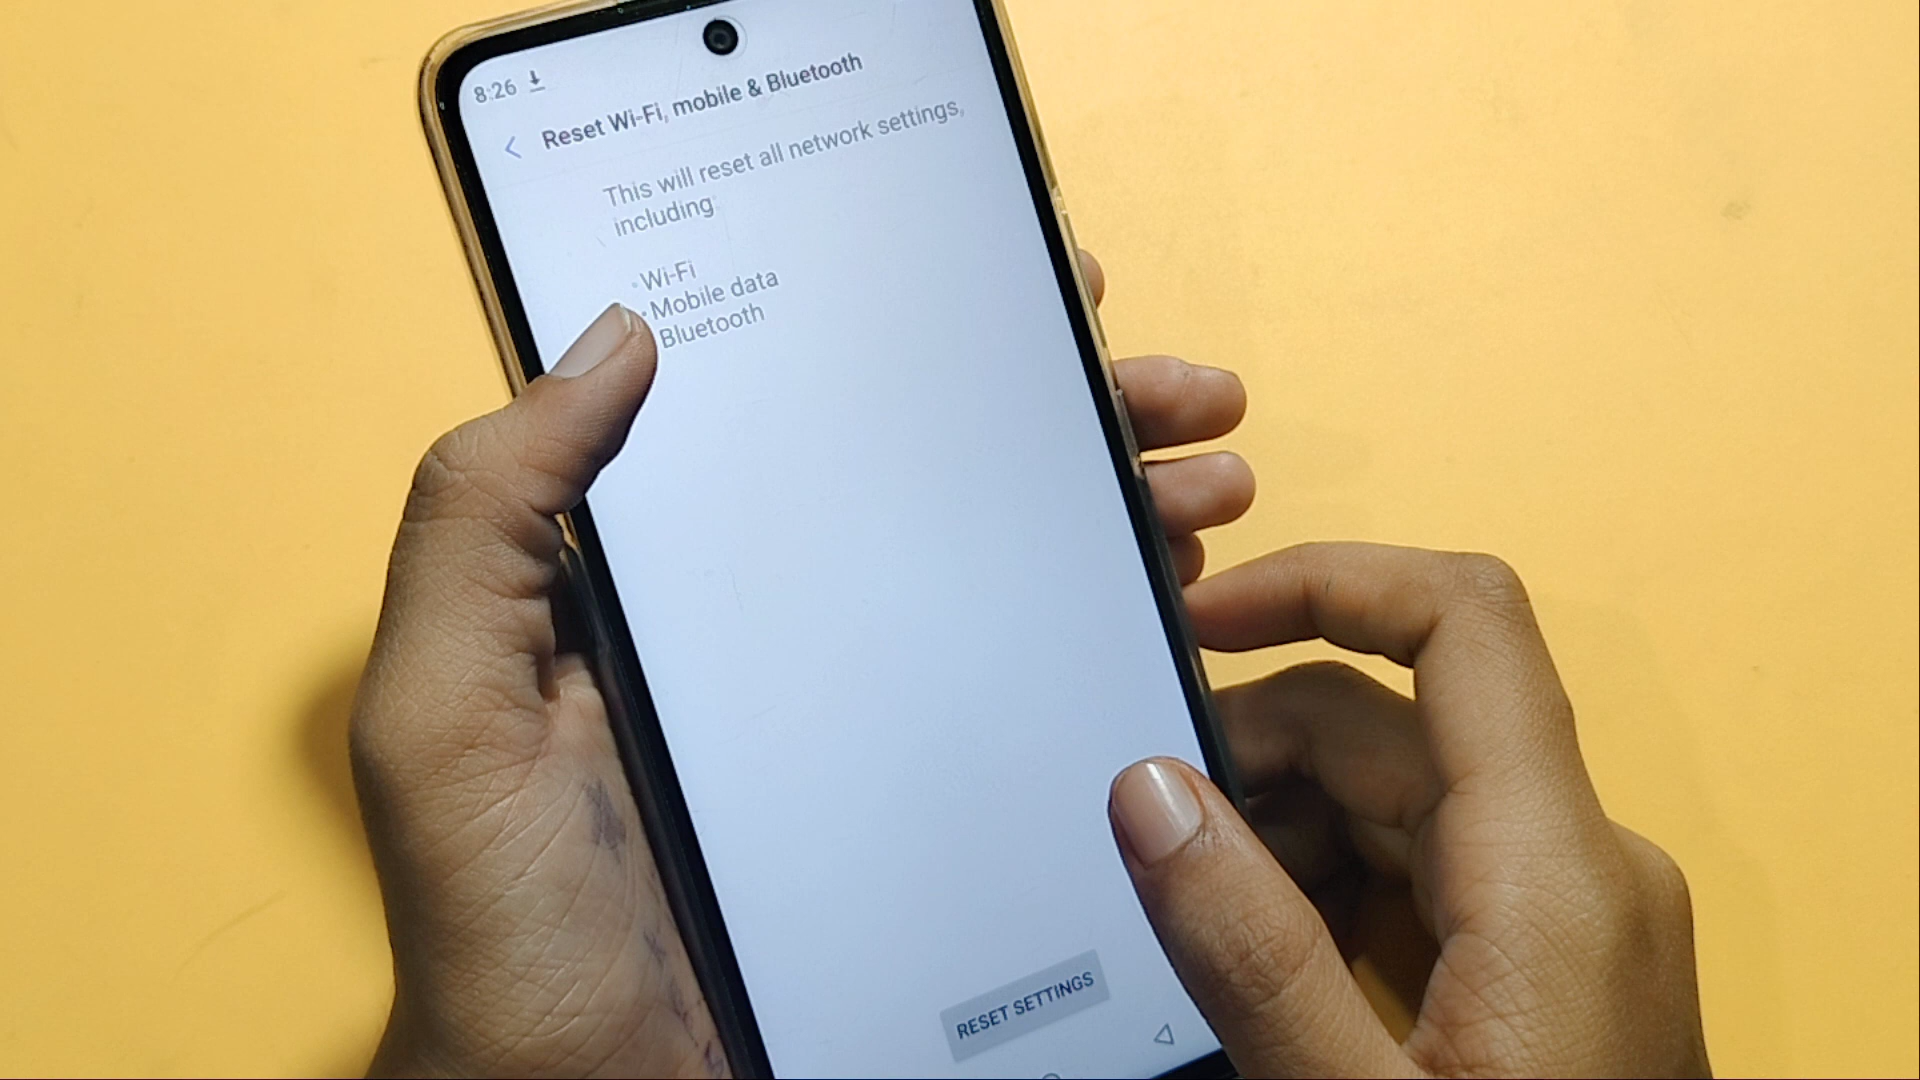 8:26
Reset Wi-Fi, mobile & Bluetooth
This will reset all network settings,
including
• Wi-Fi
• Mobile data
Bluetooth
RESET SETTINGS